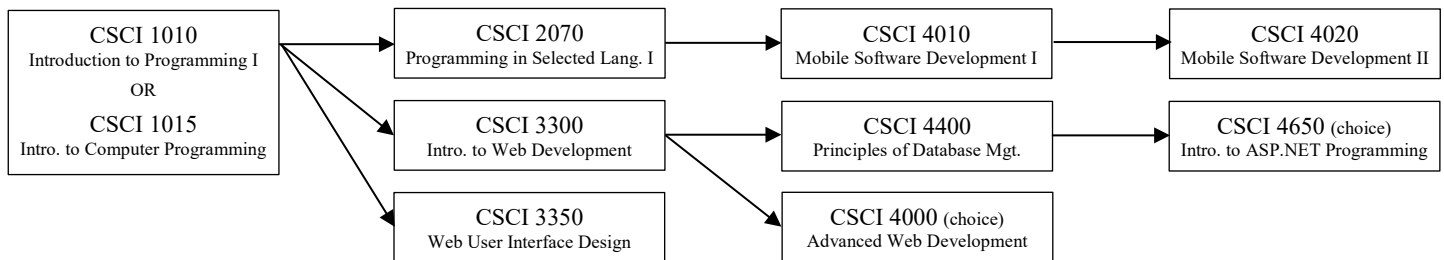 CSCI 1010
Introduction to Programming I
OR
CSCI 1015
Intro. to Computer Programming
CSCI 2070
Programming in Selected Lang. I
CSCI 4010
Mobile Software Development I
CSCI 4020
Mobile Software Development II
CSCI 3300
Intro. to Web Development
CSCI 4400
Principles of Database Mgt.
CSCI 4650 (choice)
Intro. to ASP.NET Programming
CSCI 3350
Web User Interface Design
CSCI 4000 (choice)
Advanced Web Development